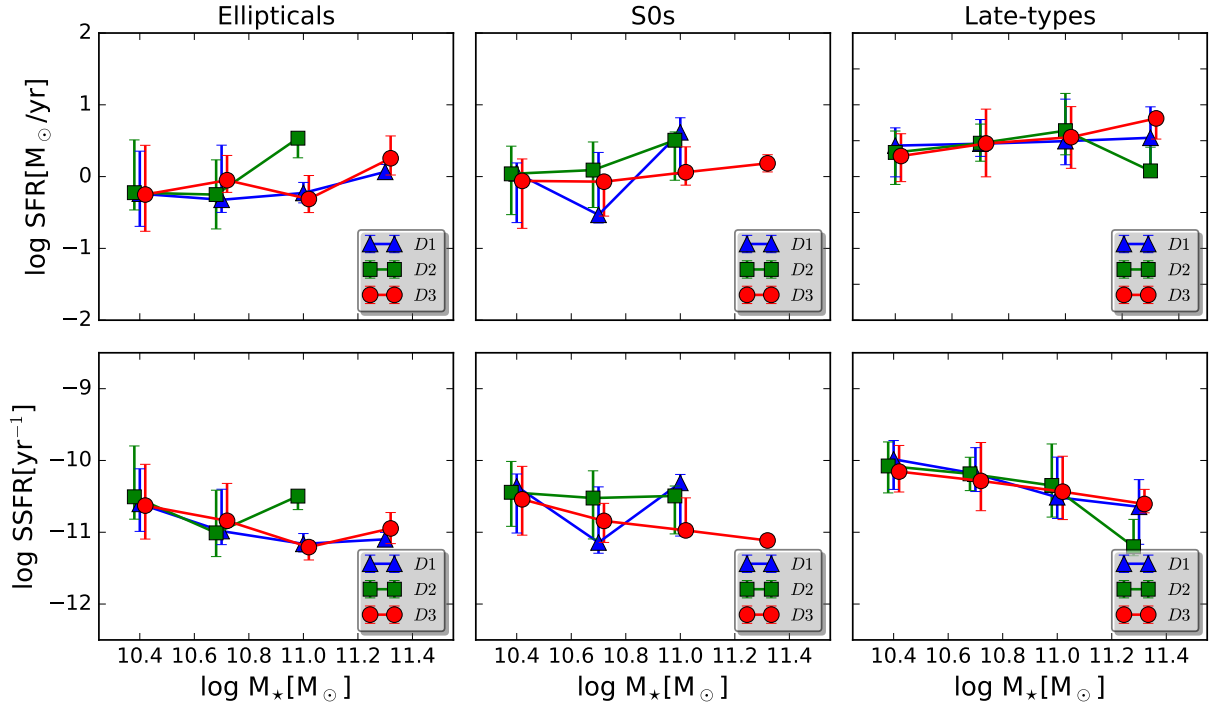 Ellipticals
S0s
Late-types
log SFR[M⊙/yr]
2
1
0
−1
−2
D1
D2
D3
D1
D2
D3
D1
D2
D3
log SSFR[yr⁻¹]
−9
−10
−11
−12
D1
D2
D3
D1
D2
D3
D1
D2
D3
10.4 10.6 10.8 11.0 11.2 11.4
10.4 10.6 10.8 11.0 11.2 11.4
10.4 10.6 10.8 11.0 11.2 11.4
log M⋆[M⊙]
log M⋆[M⊙]
log M⋆[M⊙]